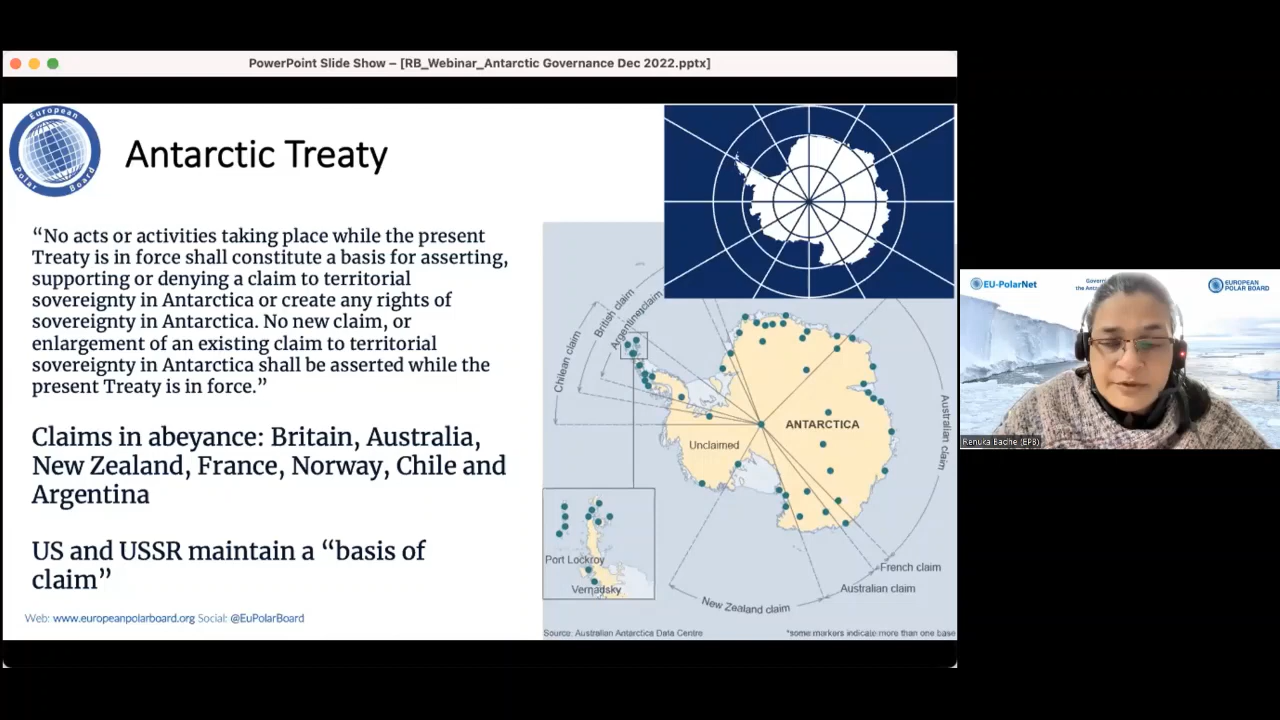 PowerPoint Slide Show – [RB_Webinar_Antarctic Governance Dec 2022.pptx]
European
Polar Board
Antarctic Treaty
“No acts or activities taking place while the present
Treaty is in force shall constitute a basis for asserting,
supporting or denying a claim to territorial
sovereignty in Antarctica or create any rights of
sovereignty in Antarctica. No new claim, or
enlargement of an existing claim to territorial
sovereignty in Antarctica shall be asserted while the
present Treaty is in force.”
Claims in abeyance: Britain, Australia,
New Zealand, France, Norway, Chile and
Argentina
US and USSR maintain a “basis of
claim”
Web: www.europeanpolarboard.org Social: @EuPolarBoard
British claim
Argentine claim
Chilean claim
Australian claim
ANTARCTICA
Unclaimed
Port Lockroy
Vernadsky
French claim
Australian claim
New Zealand claim
Source: Australian Antarctica Data Centre
*some markers indicate more than one base
EU-PolarNet
Govern
the Anta
EUROPEAN
POLAR BOARD
Renuka Badhe (EPB)